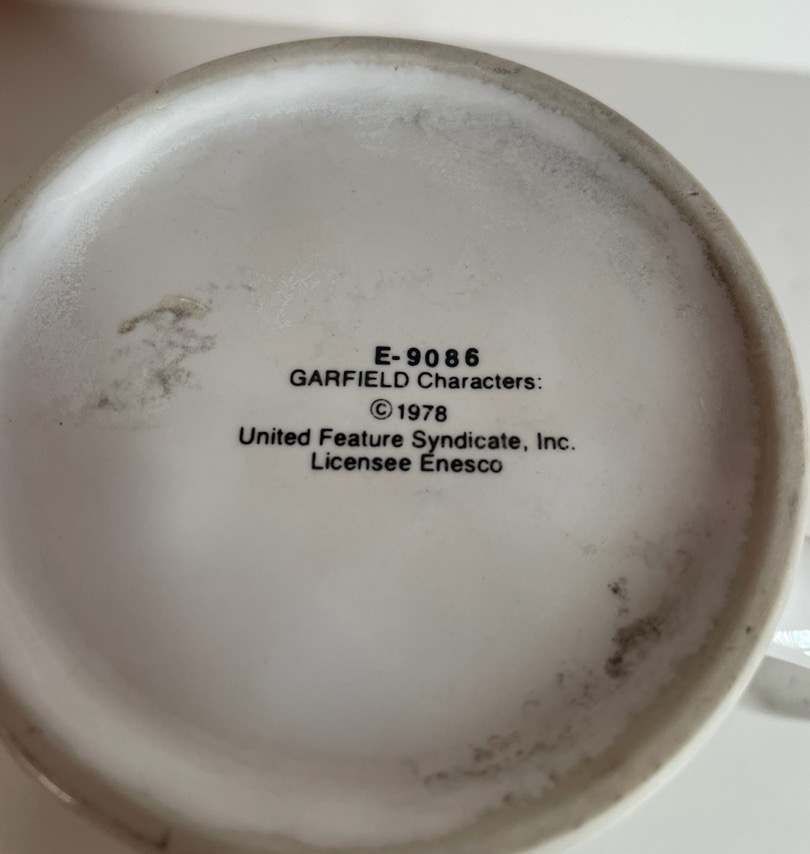 E-9086
GARFIELD Characters:
©1978
United Feature Syndicate, Inc.
Licensee Enesco